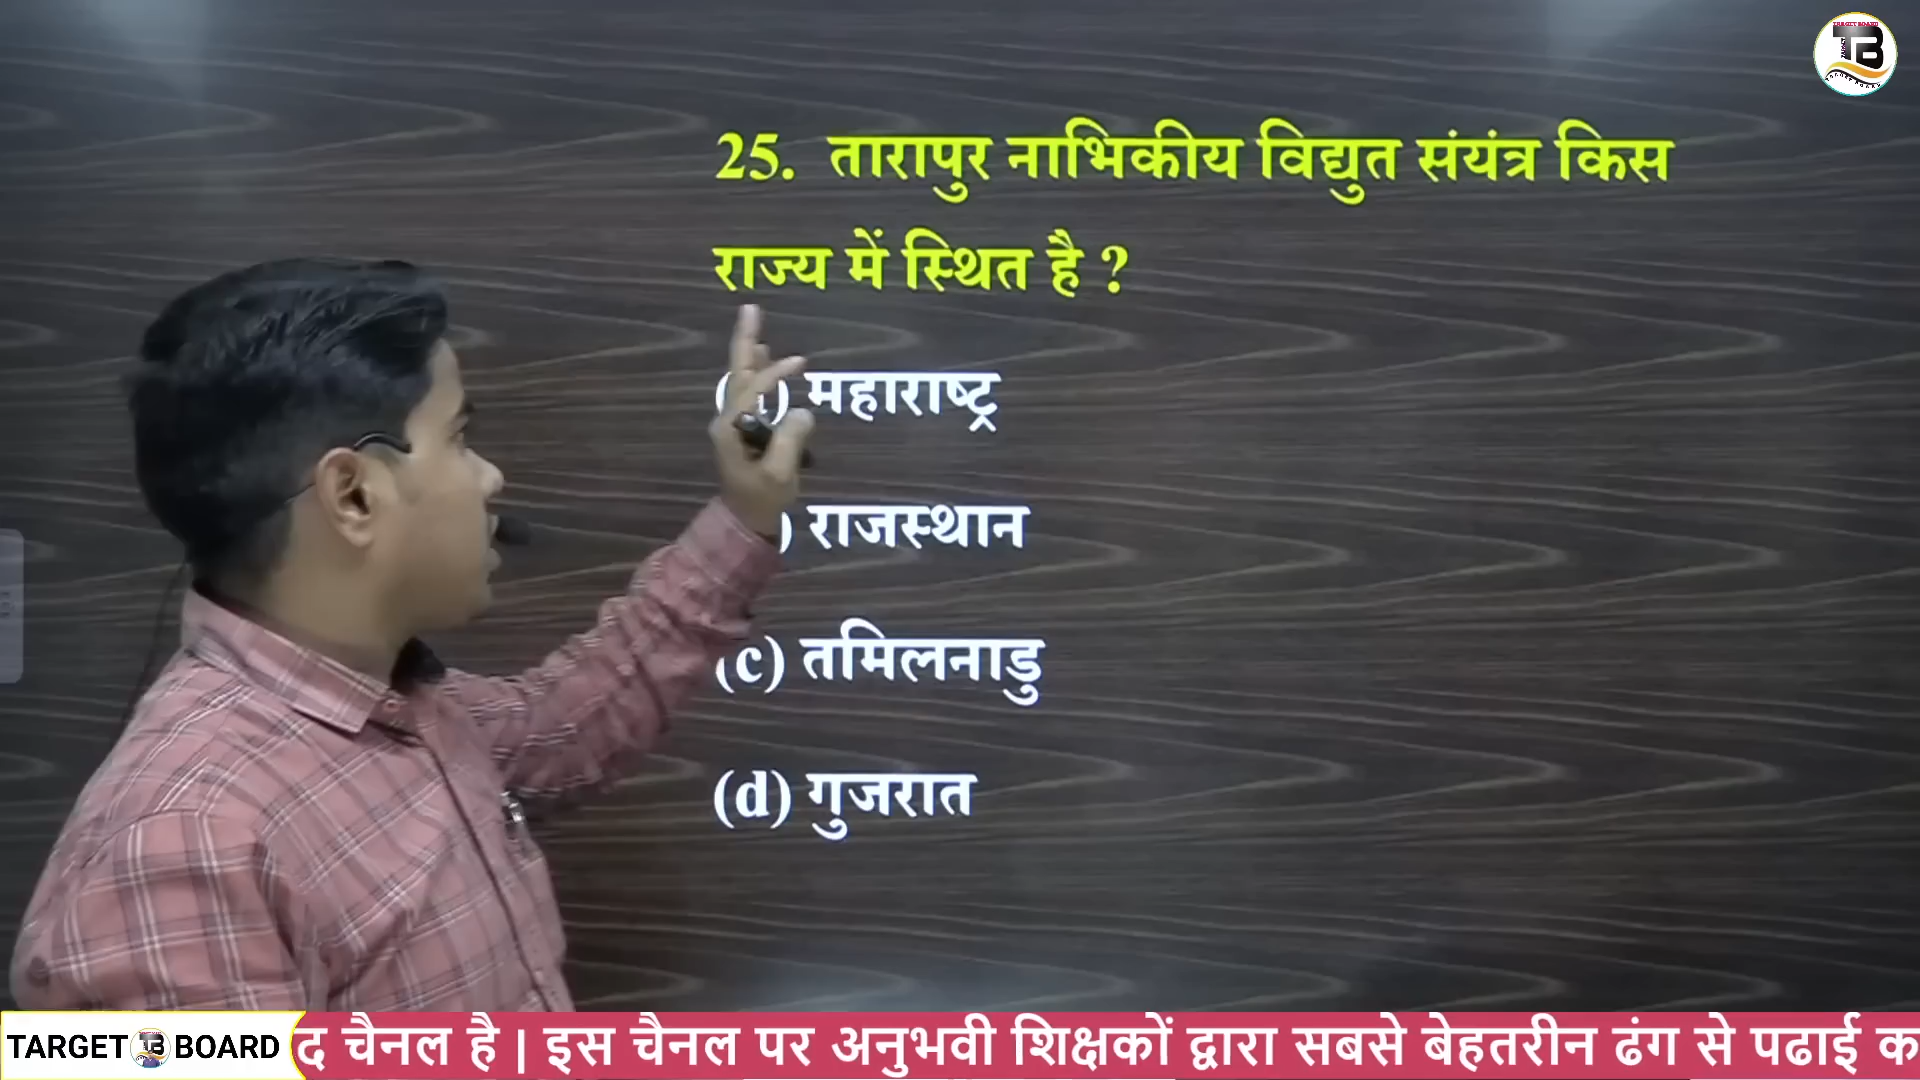 25. तारापुर नाभिकीय विद्युत संयंत्र किस
राज्य में स्थित है ?
महाराष्ट्र
राजस्थान
(c) तमिलनाडु
(d) गुजरात
TARGET BOARD
चैनल है | इस चैनल पर अनुभवी शिक्षकों द्वारा सबसे बेहतरीन ढंग से पढाई